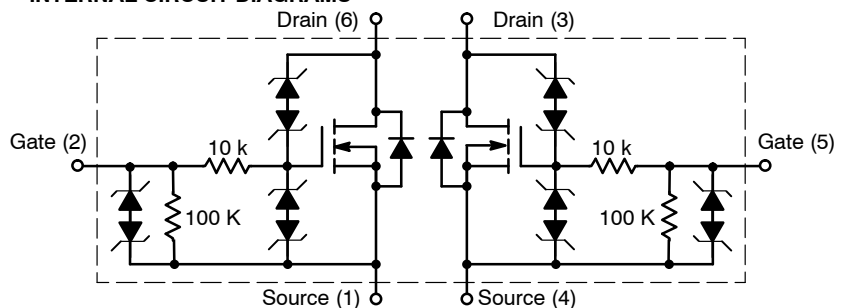 INTERNAL CIRCUIT DIAGRAMS
Drain (6) Drain (3)
Gate (2) 10 k 10 k Gate (5)
100 K 100 K
Source (1) Source (4)